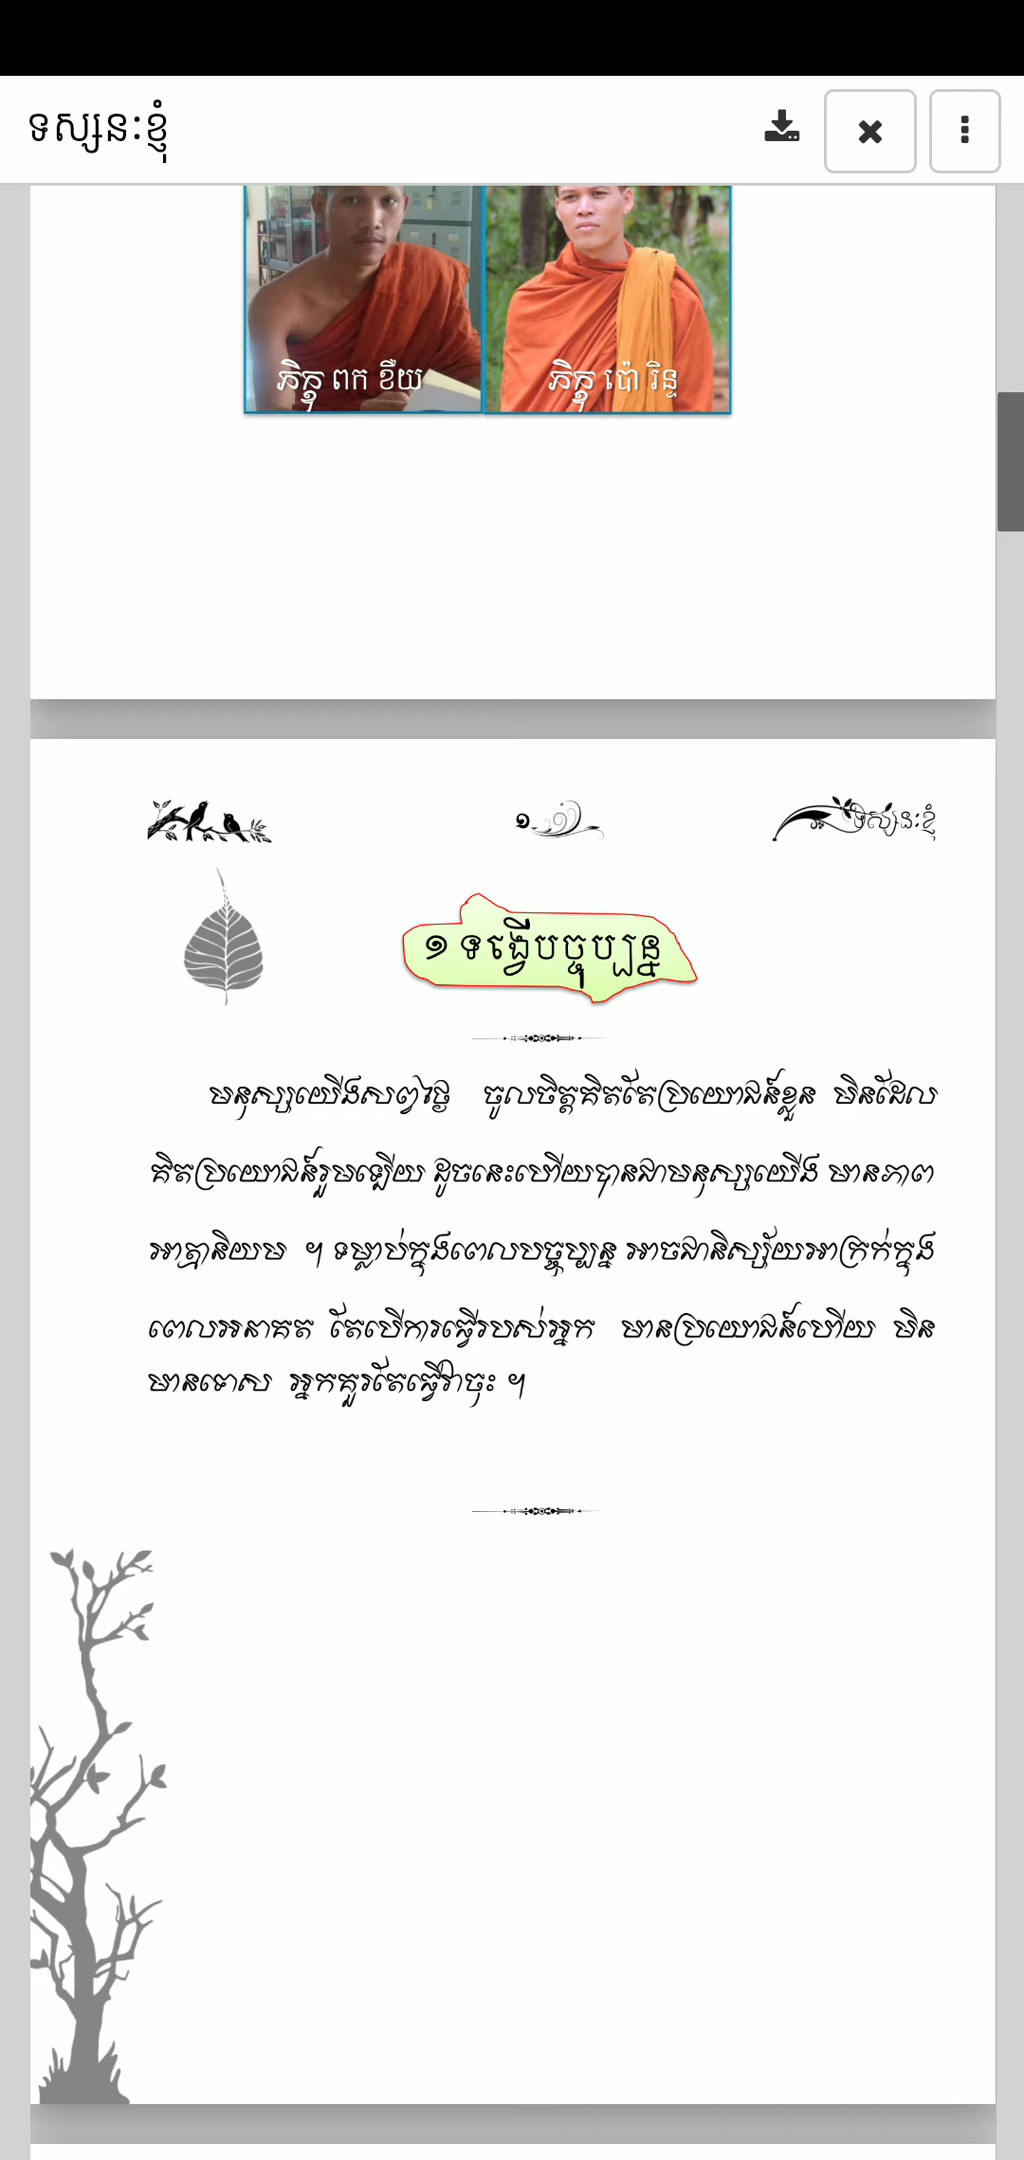 ទស្សនៈខ្ញុំ
ភិក្ខុ ពក ខឺយ
ភិក្ខុ ប៉ោ រិន្ទ
១
ទស្សនៈខ្ញុំ
១ ទង្វើបច្ចុប្បន្ន
មនុស្សយើងសព្វថ្ងៃ ចូលចិត្តគិតតែប្រយោជន៍ខ្លួន មិនដែល
គិតប្រយោជន៍រួមឡើយ ដូចនេះហើយបានជាមនុស្សយើង មានភាព
អាត្មានិយម ។ ទម្លាប់ក្នុងពេលបច្ចុប្បន្ន អាចជានិស្ស័យអាក្រក់ក្នុង
ពេលអនាគត តែបើការធ្វើរបស់អ្នក មានប្រយោជន៍ហើយ មិន
មានទោស អ្នកគួរតែធ្វើវាចុះ ។